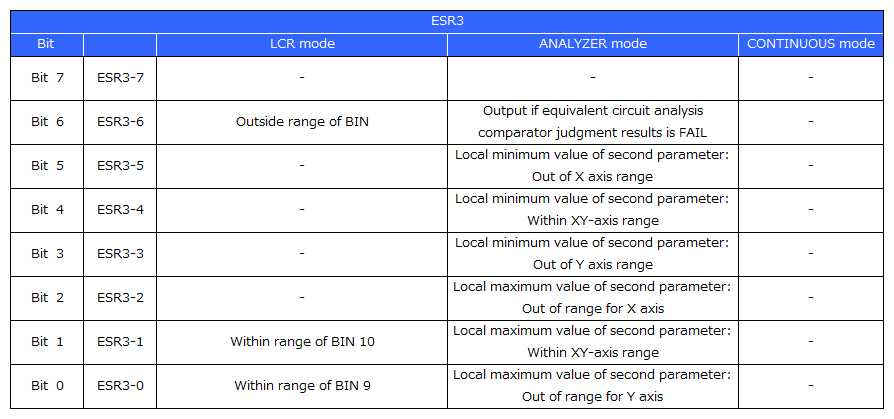 ESR3
Bit LCR mode ANALYZER mode CONTINUOUS mode
Bit 7 ESR3-7 - - -
Bit 6 ESR3-6 Outside range of BIN Output if equivalent circuit analysis
comparator judgment results is FAIL -
Bit 5 ESR3-5 - Local minimum value of second parameter:
Out of X axis range -
Bit 4 ESR3-4 - Local minimum value of second parameter:
Within XY-axis range -
Bit 3 ESR3-3 - Local minimum value of second parameter:
Out of Y axis range -
Bit 2 ESR3-2 - Local maximum value of second parameter:
Out of range for X axis -
Bit 1 ESR3-1 Within range of BIN 10 Local maximum value of second parameter:
Within XY-axis range -
Bit 0 ESR3-0 Within range of BIN 9 Local maximum value of second parameter:
Out of range for Y axis -